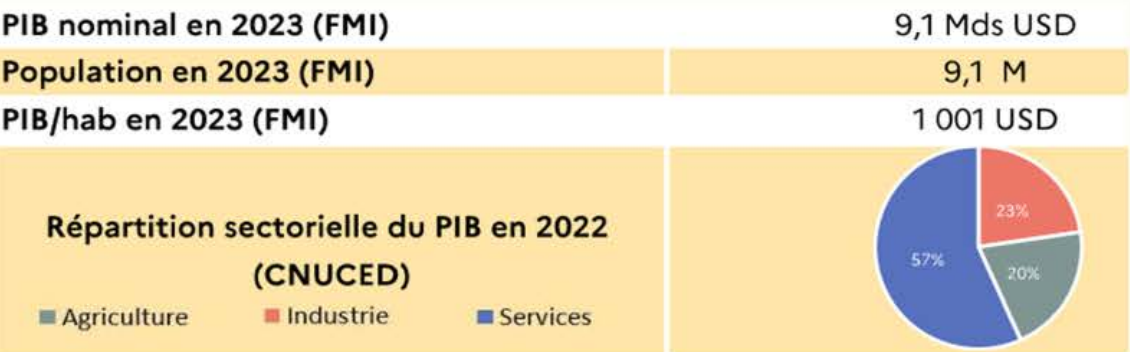 PIB nominal en 2023 (FMI) 9,1 Mds USD
Population en 2023 (FMI) 9,1 M
PIB/hab en 2023 (FMI) 1 001 USD
Répartition sectorielle du PIB en 2022
(CNUCED)
Agriculture Industrie Services
23%
57%
20%